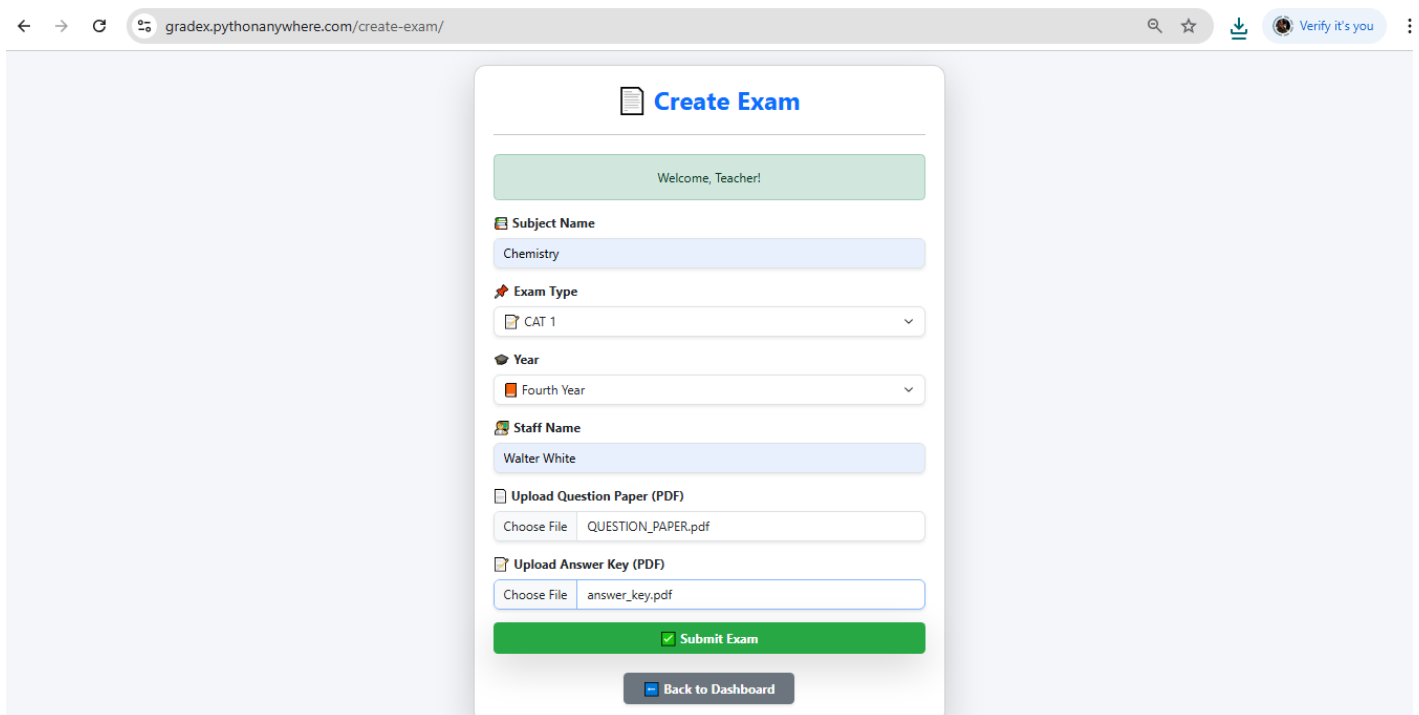 gradex.pythonanywhere.com/create-exam/
Verify it's you
Create Exam
Welcome, Teacher!
Subject Name
Chemistry
Exam Type
CAT 1
Year
Fourth Year
Staff Name
Walter White
Upload Question Paper (PDF)
Choose File QUESTION_PAPER.pdf
Upload Answer Key (PDF)
Choose File answer_key.pdf
Submit Exam
Back to Dashboard